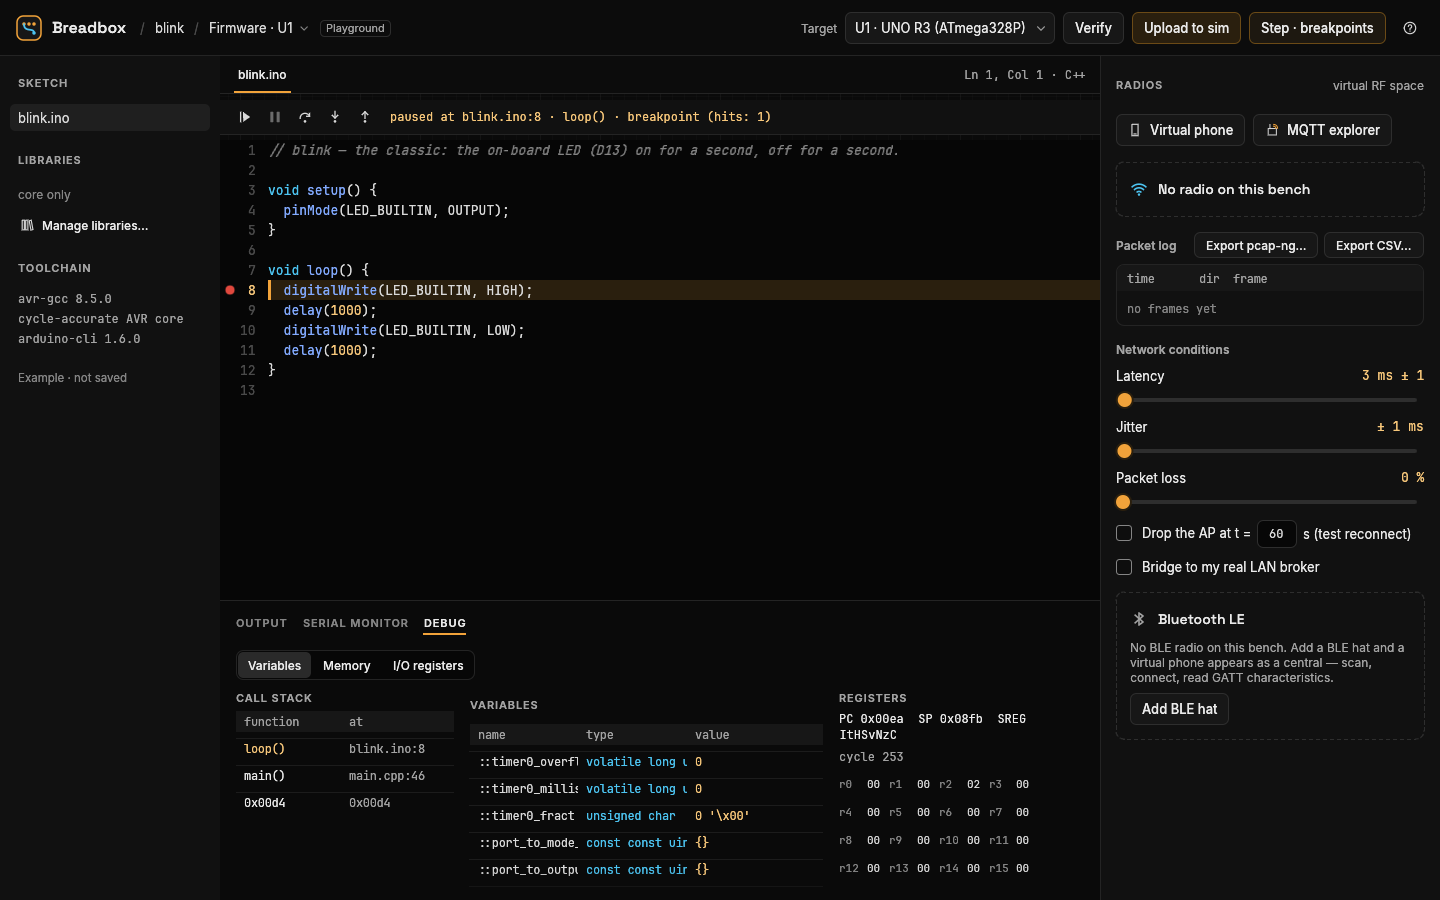 Breadbox / blink / Firmware · U1 Playground
Target U1 · UNO R3 (ATmega328P) Verify Upload to sim Step · breakpoints
SKETCH
blink.ino
LIBRARIES
core only
Manage libraries...
TOOLCHAIN
avr-gcc 8.5.0
cycle-accurate AVR core
arduino-cli 1.6.0
Example · not saved
blink.ino
Ln 1, Col 1 · C++
paused at blink.ino:8 · loop() · breakpoint (hits: 1)
1 // blink — the classic: the on-board LED (D13) on for a second, off for a second.
2
3 void setup() {
4 pinMode(LED_BUILTIN, OUTPUT);
5 }
6
7 void loop() {
8 digitalWrite(LED_BUILTIN, HIGH);
9 delay(1000);
10 digitalWrite(LED_BUILTIN, LOW);
11 delay(1000);
12 }
13
OUTPUT SERIAL MONITOR DEBUG
Variables Memory I/O registers
CALL STACK
function at
loop() blink.ino:8
main() main.cpp:46
0x00d4 0x00d4
VARIABLES
name type value
::timer0_overfl volatile long u 0
::timer0_millis volatile long u 0
::timer0_fract unsigned char 0 '\x00'
::port_to_mode_ const const uin {}
::port_to_outpu const const uin {}
REGISTERS
PC 0x00ea SP 0x08fb SREG
ItHSvNzC
cycle 253
r0 00 r1 00 r2 02 r3 00
r4 00 r5 00 r6 00 r7 00
r8 00 r9 00 r10 00 r11 00
r12 00 r13 00 r14 00 r15 00
RADIOS virtual RF space
Virtual phone MQTT explorer
No radio on this bench
Packet log Export pcap-ng... Export CSV...
time dir frame
no frames yet
Network conditions
Latency 3 ms ± 1
Jitter ± 1 ms
Packet loss 0 %
Drop the AP at t = 60 s (test reconnect)
Bridge to my real LAN broker
Bluetooth LE
No BLE radio on this bench. Add a BLE hat and a
virtual phone appears as a central — scan,
connect, read GATT characteristics.
Add BLE hat